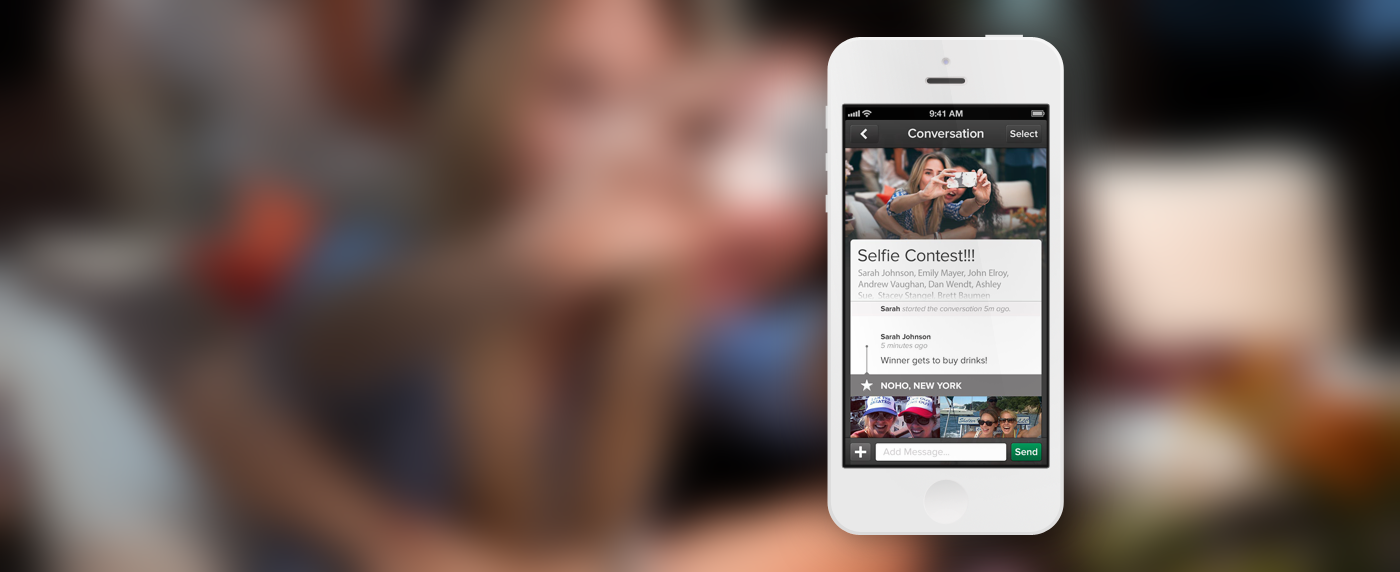 9:41 AM
Conversation
Select
Selfie Contest!!!
Sarah Johnson, Emily Mayer, John Elroy,
Andrew Vaughan, Dan Wendt, Ashley
Sue, Stacey Stangel, Brett Baumen
Sarah started the conversation 5m ago.
Sarah Johnson
5 minutes ago
Winner gets to buy drinks!
NOHO, NEW YORK
Add Message...
Send